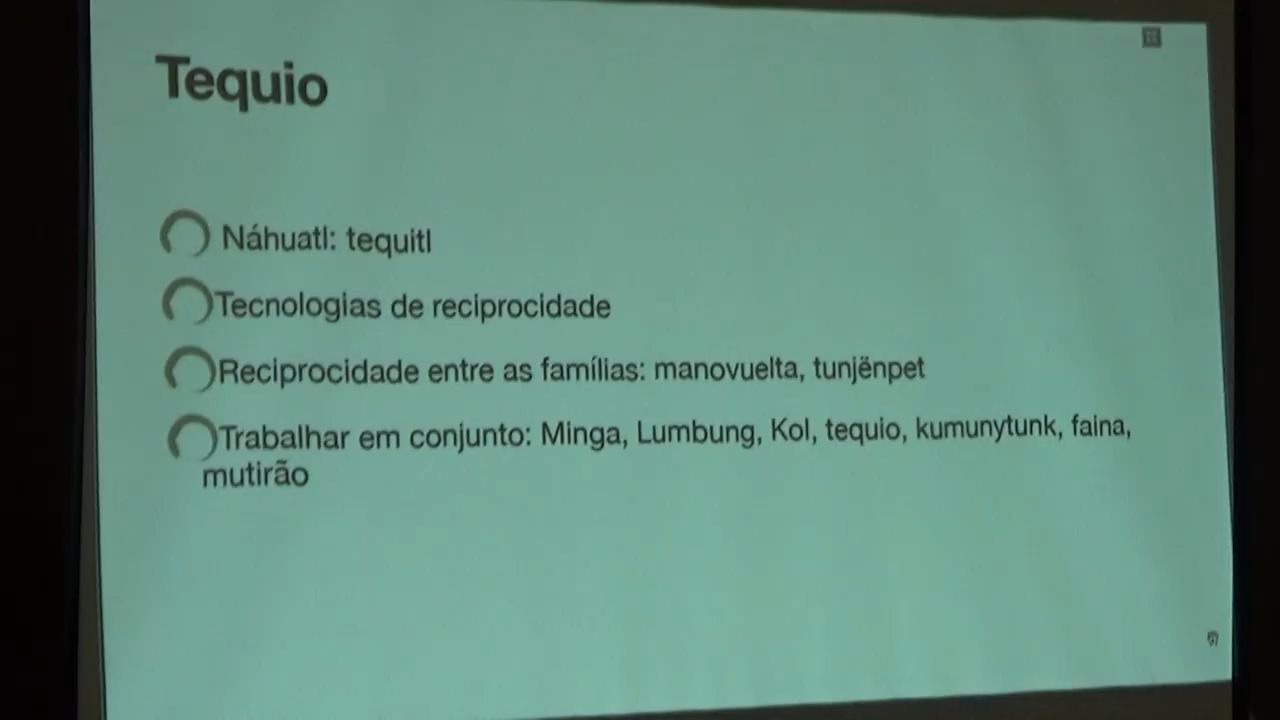 Tequio
Náhuatl: tequitl
Tecnologias de reciprocidade
Reciprocidade entre as famílias: manovuelta, tunjënpet
Trabalhar em conjunto: Minga, Lumbung, Kol, tequio, kumunytunk, faina,
mutirão